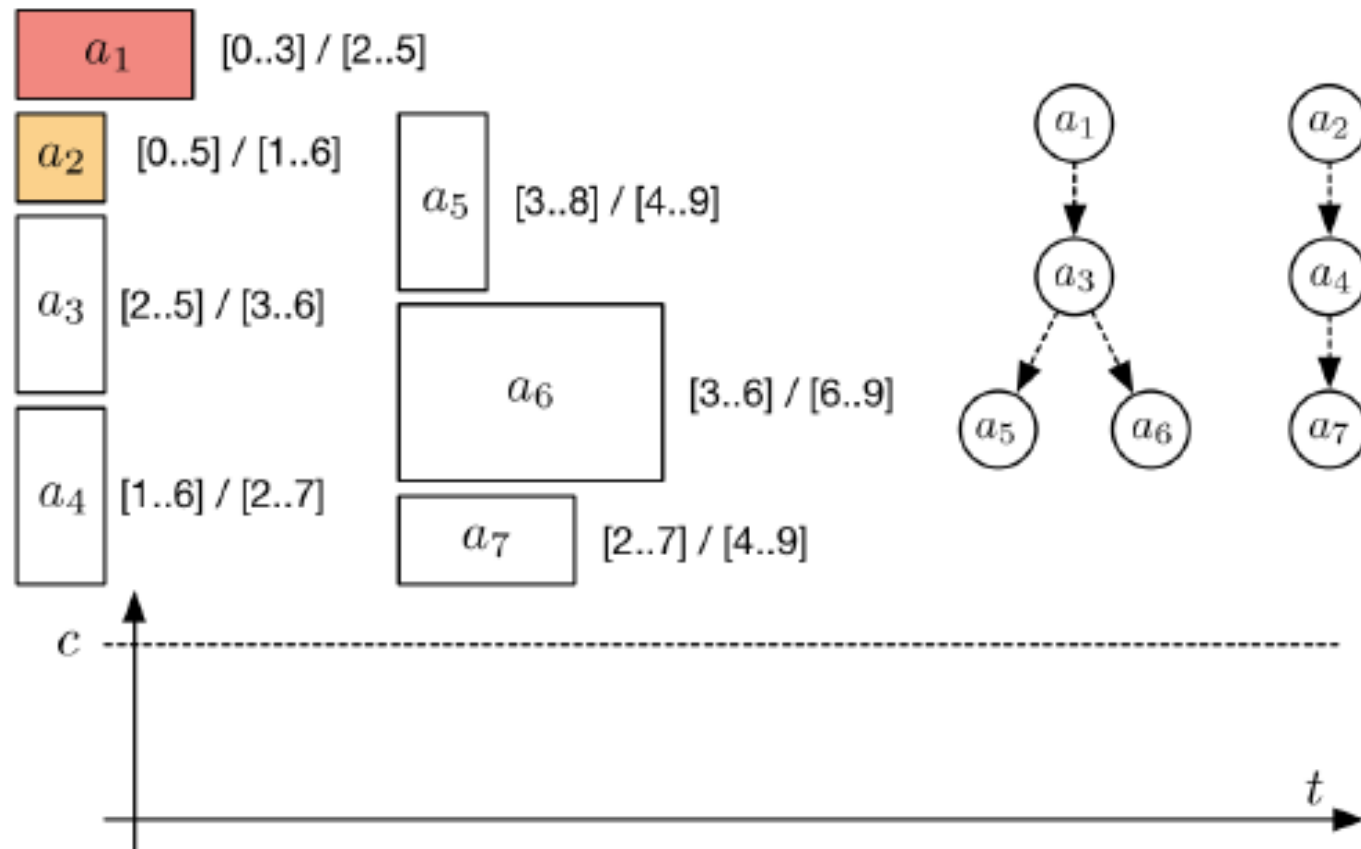 a1 [0..3] / [2..5]
a2 [0..5] / [1..6]
a3 [2..5] / [3..6]
a4 [1..6] / [2..7]
a5 [3..8] / [4..9]
a6 [3..6] / [6..9]
a7 [2..7] / [4..9]
a1
a2
a3
a4
a5
a6
a7
c
t